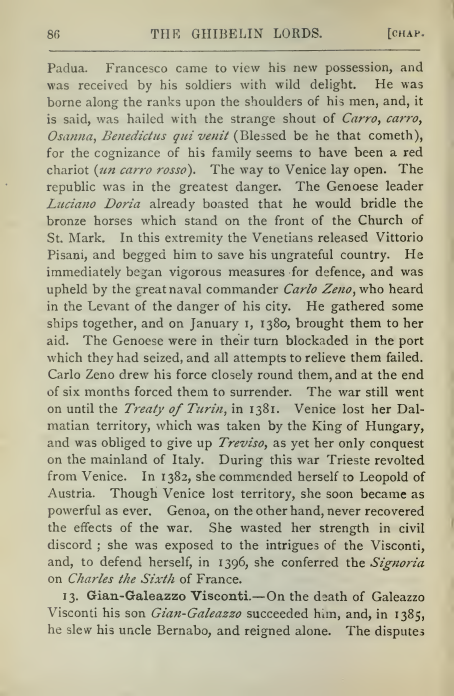 86 THE GHIBELIN LORDS. [CHAP.
Padua. Francesco came to view his new possession, and
was received by his soldiers with wild delight. He was
borne along the ranks upon the shoulders of his men, and, it
is said, was hailed with the strange shout of Carro, carro,
Osanna, Benedictus qui venit (Blessed be he that cometh),
for the cognizance of his family seems to have been a red
chariot (un carro rosso). The way to Venice lay open. The
republic was in the greatest danger. The Genoese leader
Luciano Doria already boasted that he would bridle the
bronze horses which stand on the front of the Church of
St. Mark. In this extremity the Venetians released Vittorio
Pisani, and begged him to save his ungrateful country. He
immediately began vigorous measures for defence, and was
upheld by the great naval commander Carlo Zeno, who heard
in the Levant of the danger of his city. He gathered some
ships together, and on January 1, 1380, brought them to her
aid. The Genoese were in their turn blockaded in the port
which they had seized, and all attempts to relieve them failed.
Carlo Zeno drew his force closely round them, and at the end
of six months forced them to surrender. The war still went
on until the Treaty of Turin, in 1381. Venice lost her Dal-
matian territory, which was taken by the King of Hungary,
and was obliged to give up Treviso, as yet her only conquest
on the mainland of Italy. During this war Trieste revolted
from Venice. In 1382, she commended herself to Leopold of
Austria. Though Venice lost territory, she soon became as
powerful as ever. Genoa, on the other hand, never recovered
the effects of the war. She wasted her strength in civil
discord ; she was exposed to the intrigues of the Visconti,
and, to defend herself, in 1396, she conferred the Signoria
on Charles the Sixth of France.
13. Gian-Galeazzo Visconti.—On the death of Galeazzo
Visconti his son Gian-Galeazzo succeeded him, and, in 1385,
he slew his uncle Bernabo, and reigned alone. The disputes